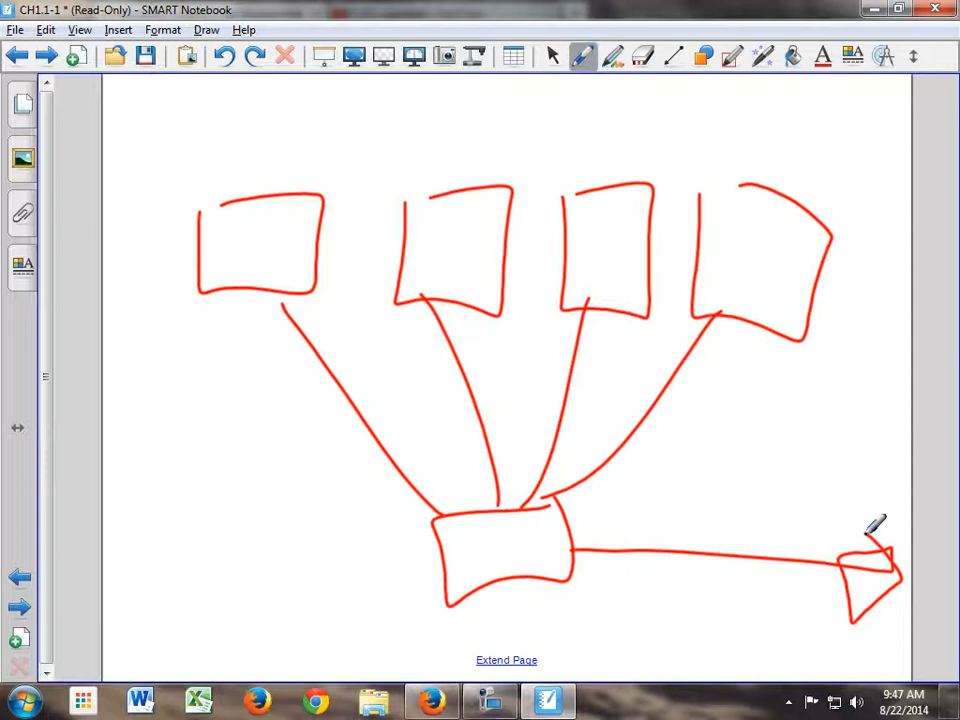 CH1.1-1 * (Read-Only) - SMART Notebook
File Edit View Insert Format Draw Help
Extend Page
9:47 AM
8/22/2014